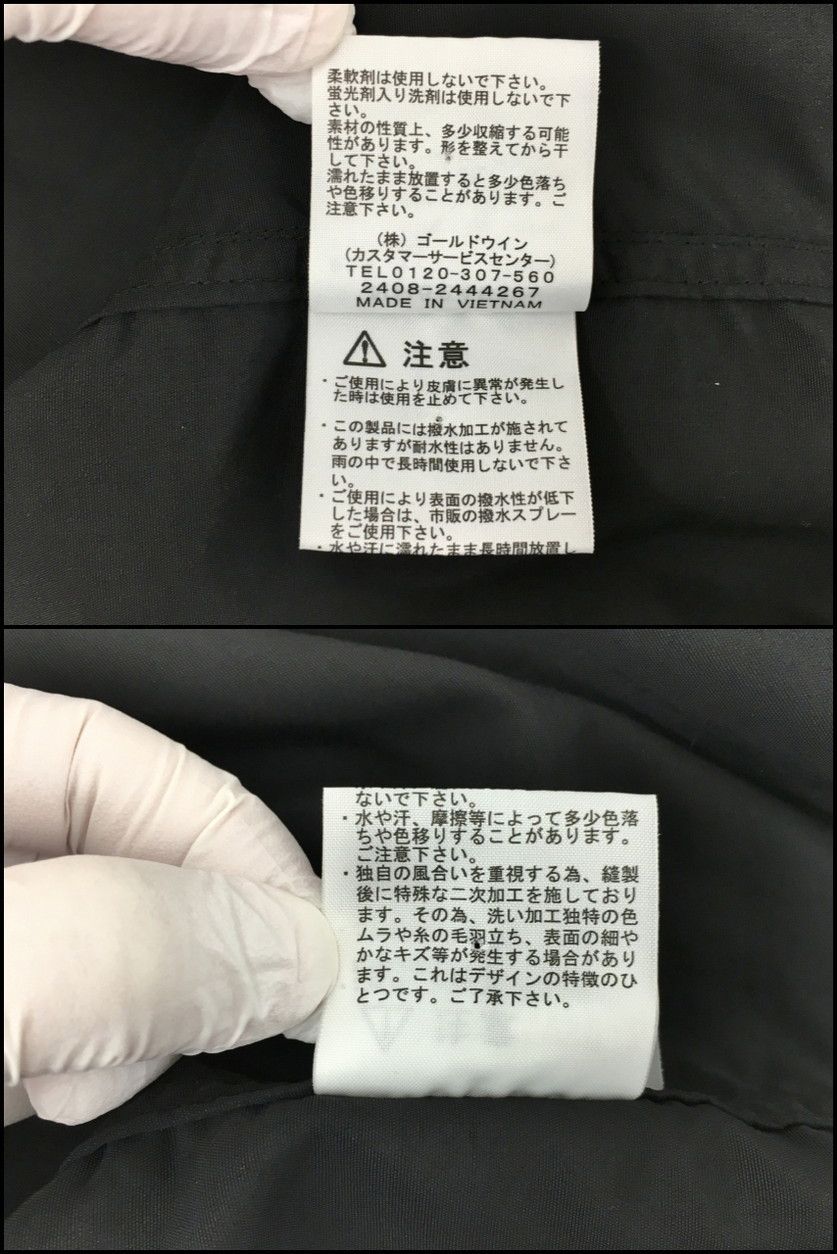 柔軟剤は使用しないで下さい。
蛍光剤入り洗剤は使用しないで下
さい。
素材の性質上、多少収縮する可能
性があります。形を整えてから干
して下さい。
濡れたまま放置すると多少色落ち
や色移りすることがあります。ご
注意下さい。
(株) ゴールドウイン
(カスタマーサービスセンター)
TEL0120-307-560
2408-2444267
MADE IN VIETNAM
注意
・ご使用により皮膚に異常が発生し
た時は使用を止めて下さい。
・この製品には撥水加工が施されて
ありますが耐水性はありません。
雨の中で長時間使用しないで下さ
い。
・ご使用により表面の撥水性が低下
した場合は、市販の撥水スプレー
をご使用下さい。
・水や汗に濡れたまま長時間放置し
ないで下さい。
・水や汗、摩擦等によって多少色落
ちや色移りすることがあります。
ご注意下さい。
・独自の風合いを重視する為、縫製
後に特殊な二次加工を施しており
ます。その為、洗い加工独特の色
ムラや糸の毛羽立ち、表面の細や
かなキズ等が発生する場合があり
ます。これはデザインの特徴のひ
とつです。ご了承下さい。